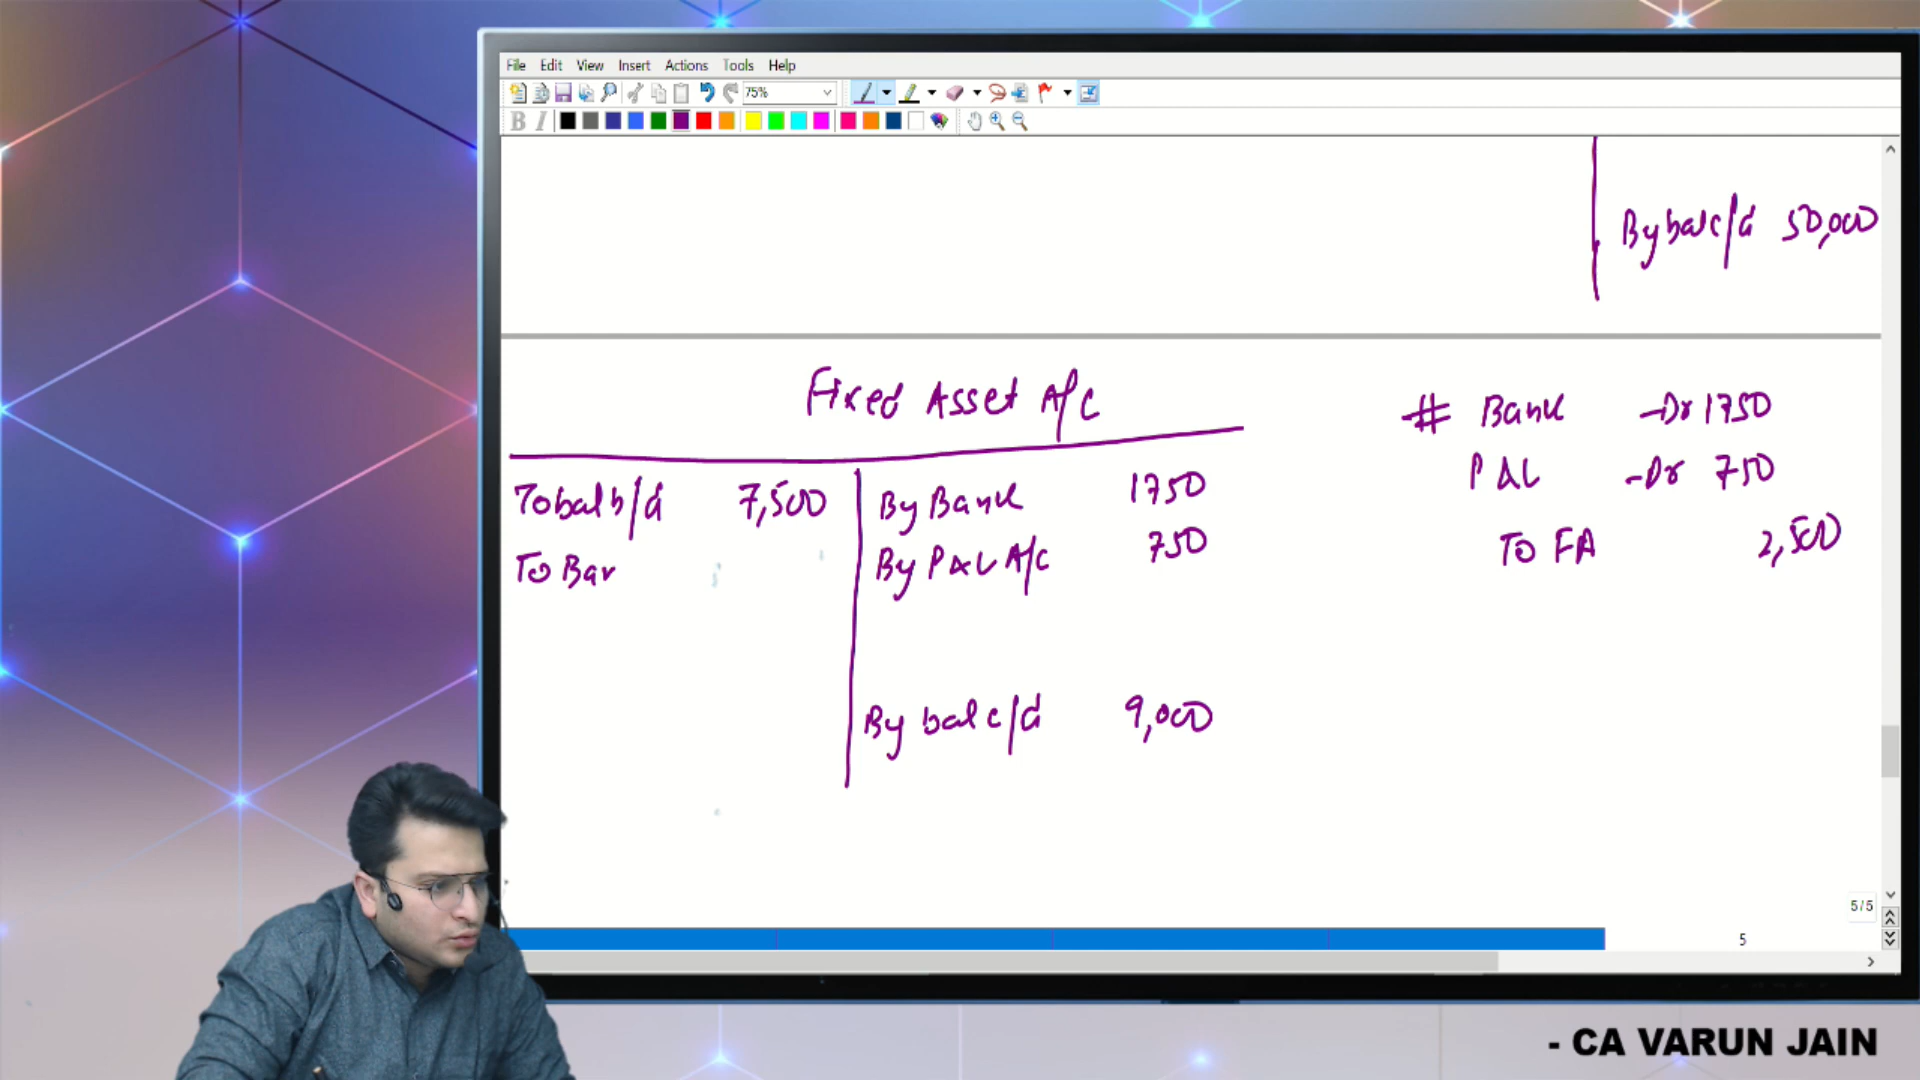 File Edit View Insert Actions Tools Help
75%
B I
By bal c/d 50,000
Fixed Asset A/C
To bal b/d 7,500 By Bank 1750
To Ban By P&L A/C 750
By bal c/d 9,000
# Bank -Dr 1750
P&L -Dr 750
To FA 2,500
5/5
5
- CA VARUN JAIN